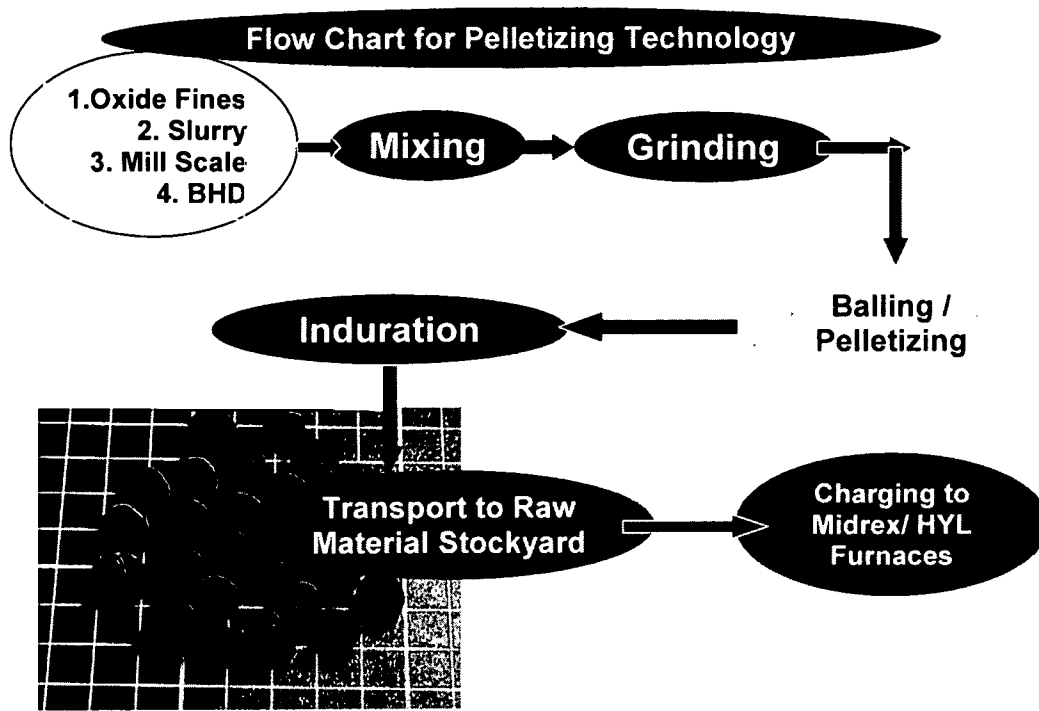 Flow Chart for Pelletizing Technology
1.Oxide Fines
2. Slurry
3. Mill Scale
4. BHD
Mixing
Grinding
Balling /
Pelletizing
Induration
Transport to Raw
Material Stockyard
Charging to
Midrex/ HYL
Furnaces